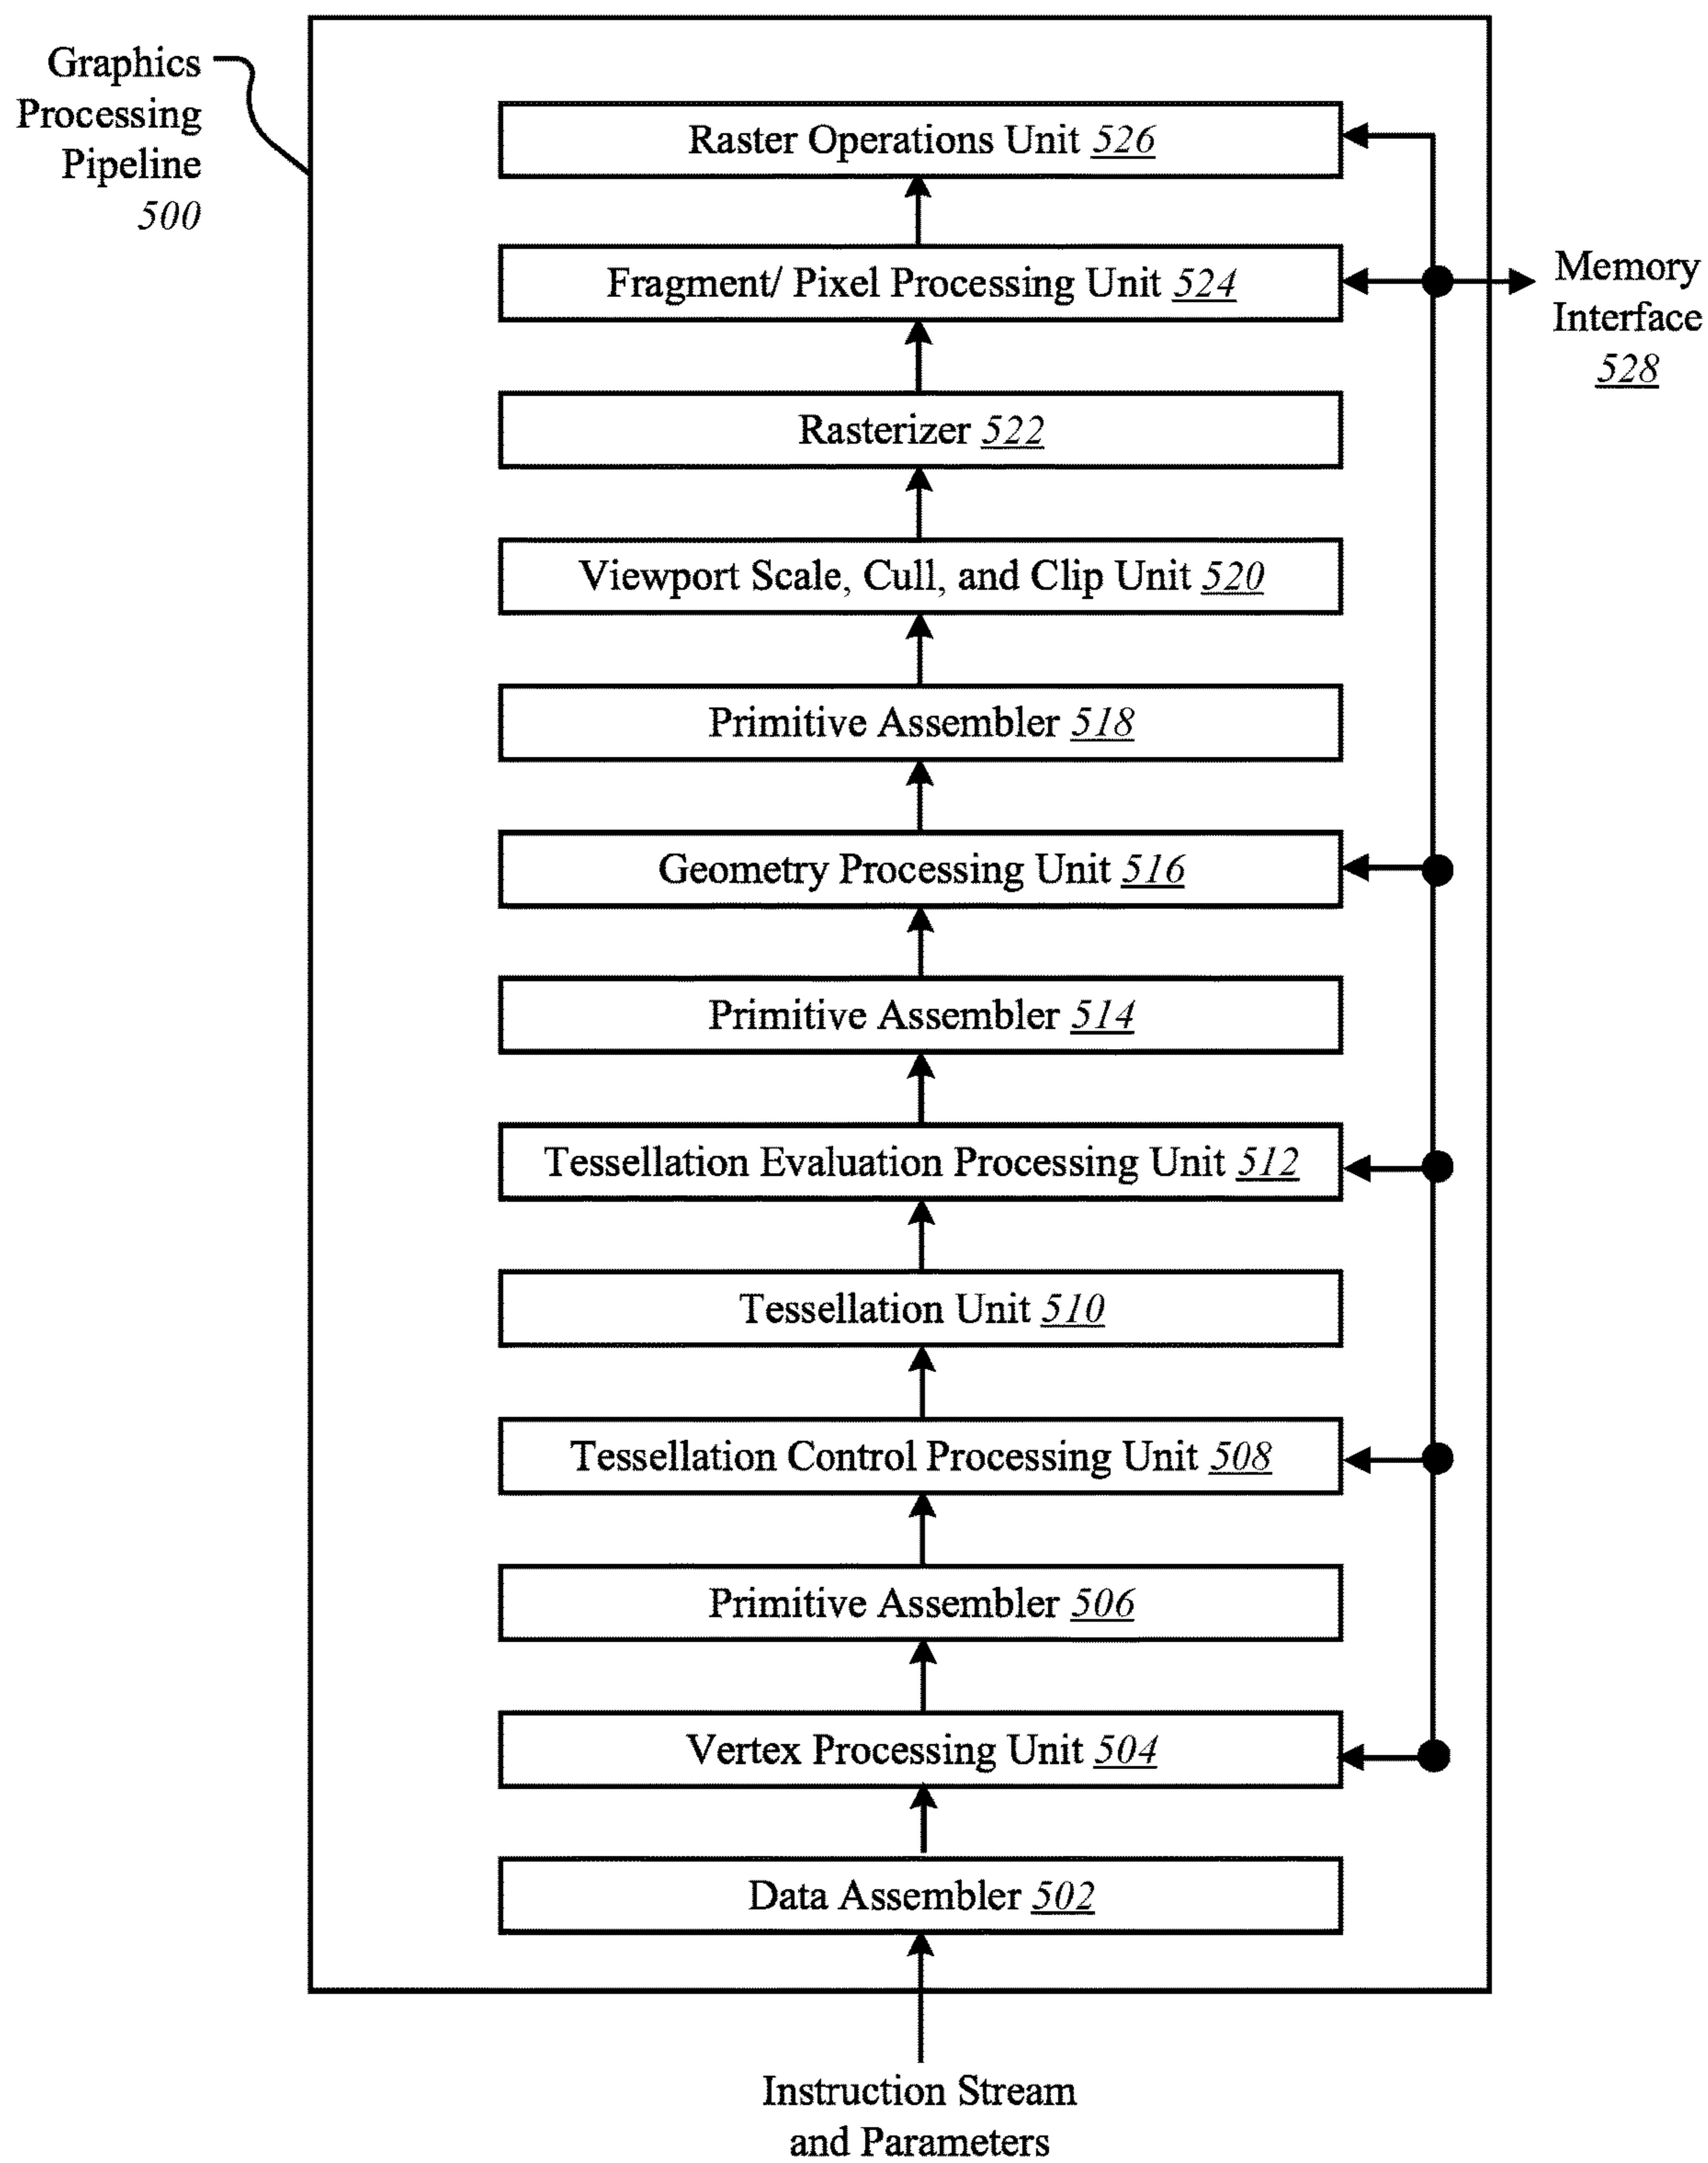 Graphics
Processing
Pipeline
500
Raster Operations Unit 526
Fragment/ Pixel Processing Unit 524
Memory
Interface
528
Rasterizer 522
Viewport Scale, Cull, and Clip Unit 520
Primitive Assembler 518
Geometry Processing Unit 516
Primitive Assembler 514
Tessellation Evaluation Processing Unit 512
Tessellation Unit 510
Tessellation Control Processing Unit 508
Primitive Assembler 506
Vertex Processing Unit 504
Data Assembler 502
Instruction Stream
and Parameters